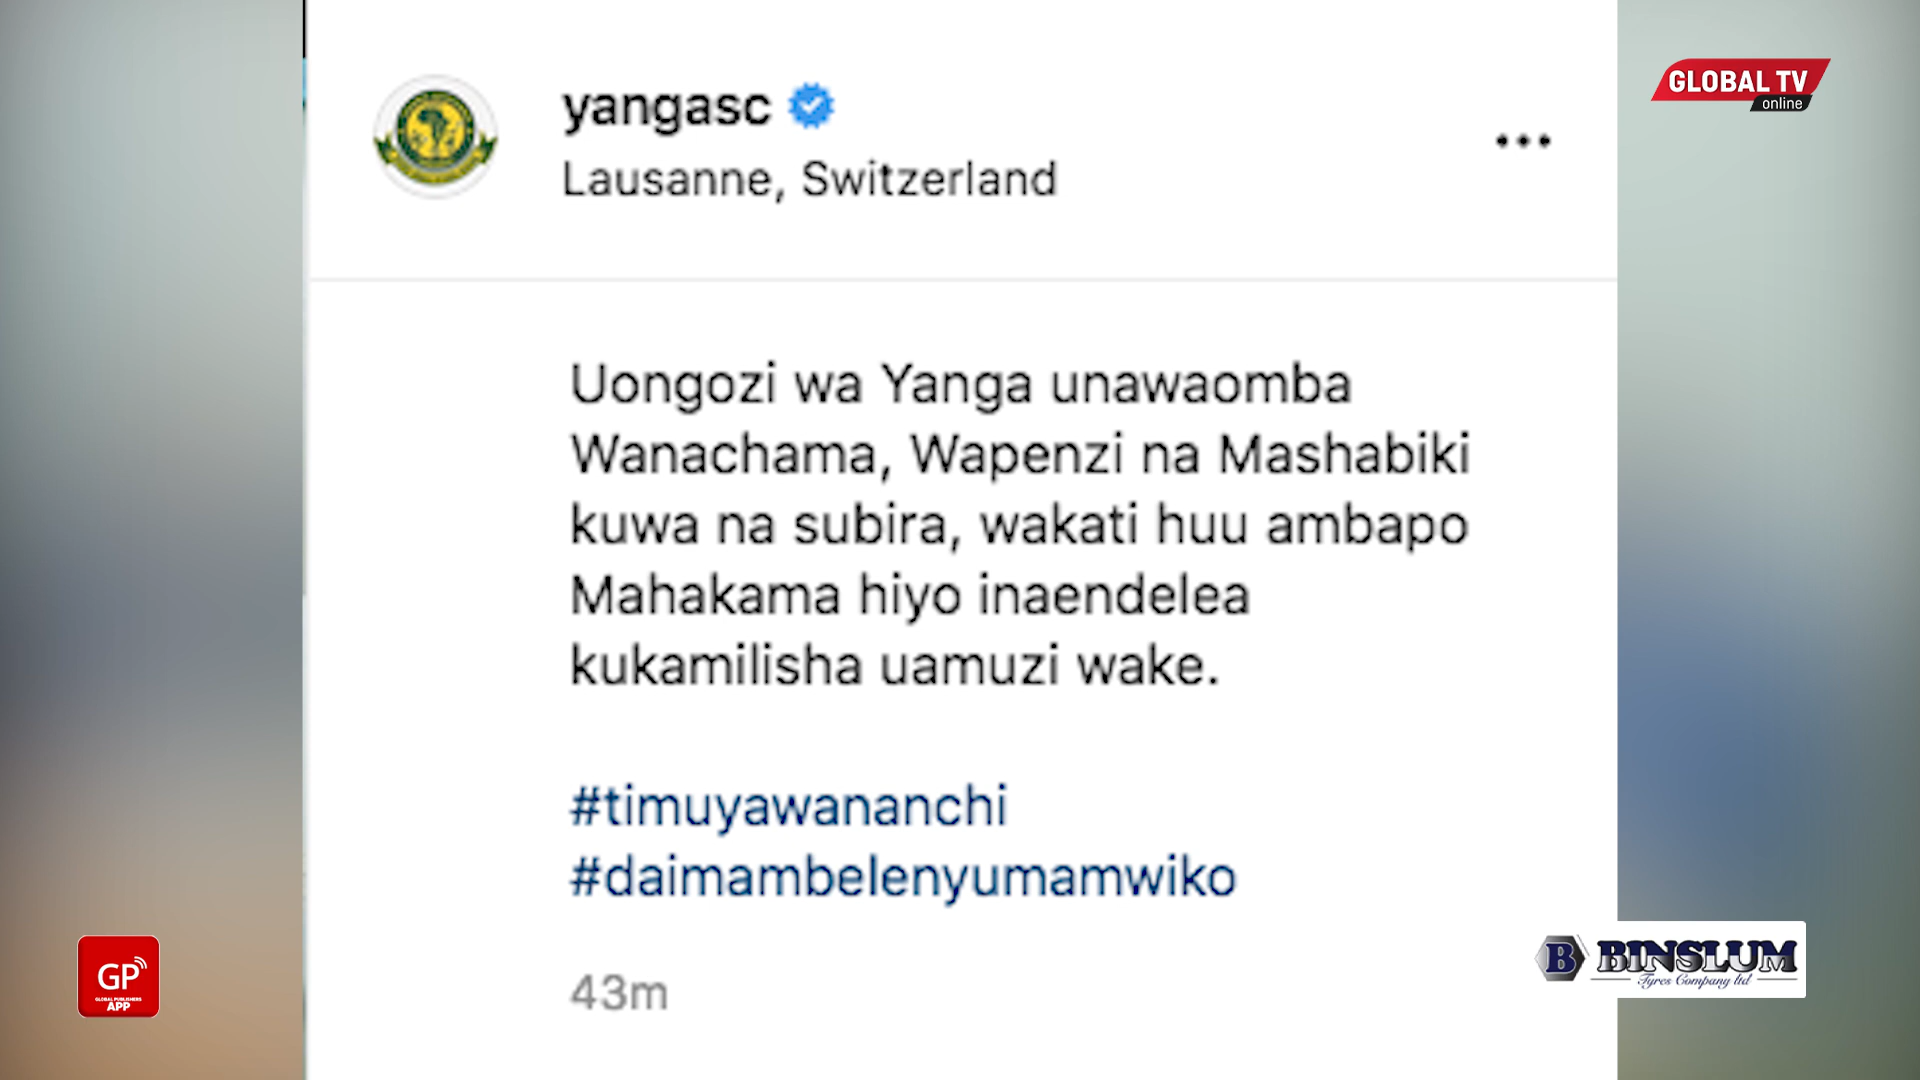 yangasc
Lausanne, Switzerland
GLOBAL TV
online
Uongozi wa Yanga unawaomba
Wanachama, Wapenzi na Mashabiki
kuwa na subira, wakati huu ambapo
Mahakama hiyo inaendelea
kukamilisha uamuzi wake.
#timuyawananchi
#daimambelenyumamwiko
43m
GP
GLOBAL PUBLISHERS
APP
B BINSLUM
Tyres Company ltd